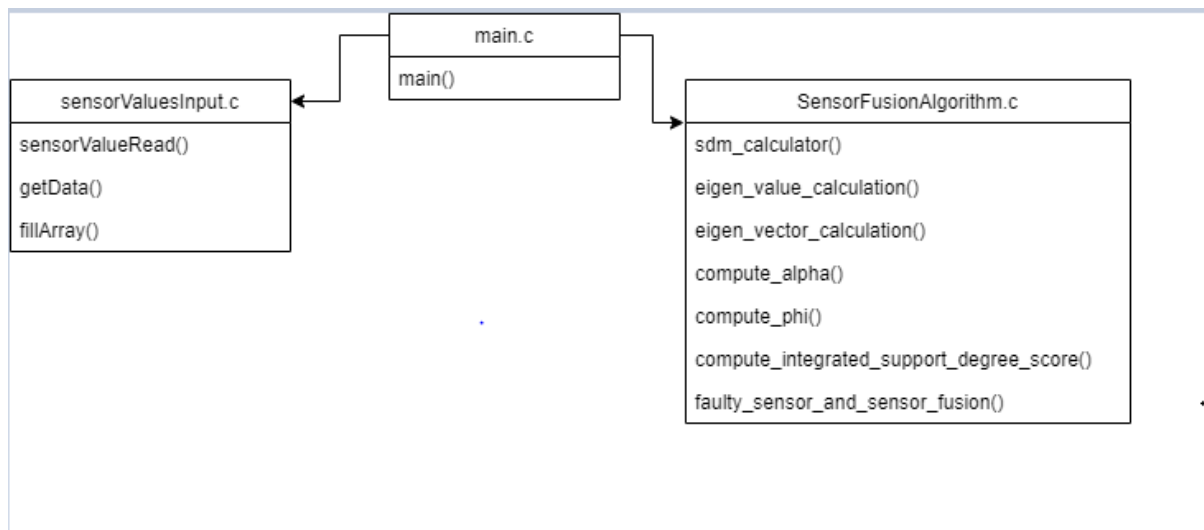 main.c
main()
sensorValuesInput.c
sensorValueRead()
getData()
fillArray()
SensorFusionAlgorithm.c
sdm_calculator()
eigen_value_calculation()
eigen_vector_calculation()
compute_alpha()
compute_phi()
compute_integrated_support_degree_score()
faulty_sensor_and_sensor_fusion()